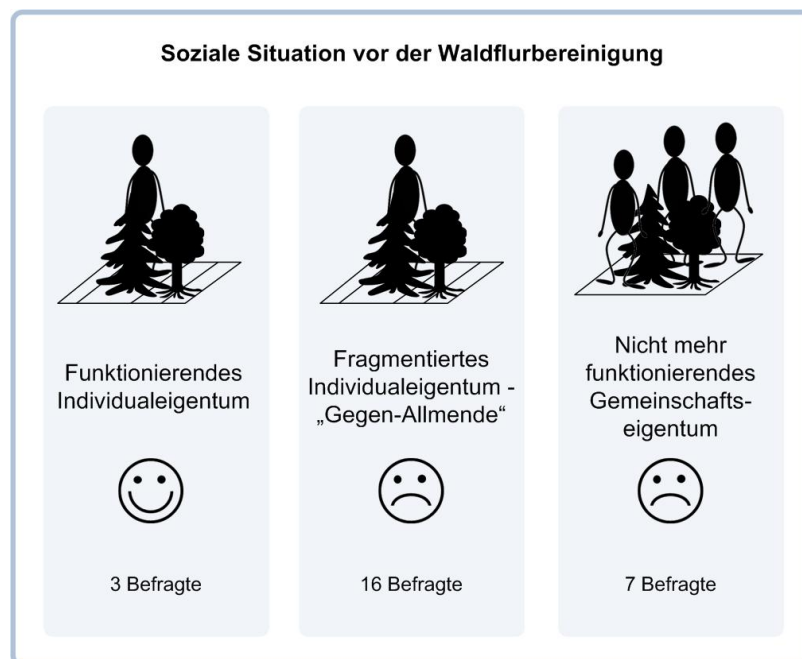 Soziale Situation vor der Waldflurbereinigung
Funktionierendes
Individualeigentum
3 Befragte
Fragmentiertes
Individualeigentum -
„Gegen-Allmende“
16 Befragte
Nicht mehr
funktionierendes
Gemeinschafts-
eigentum
7 Befragte